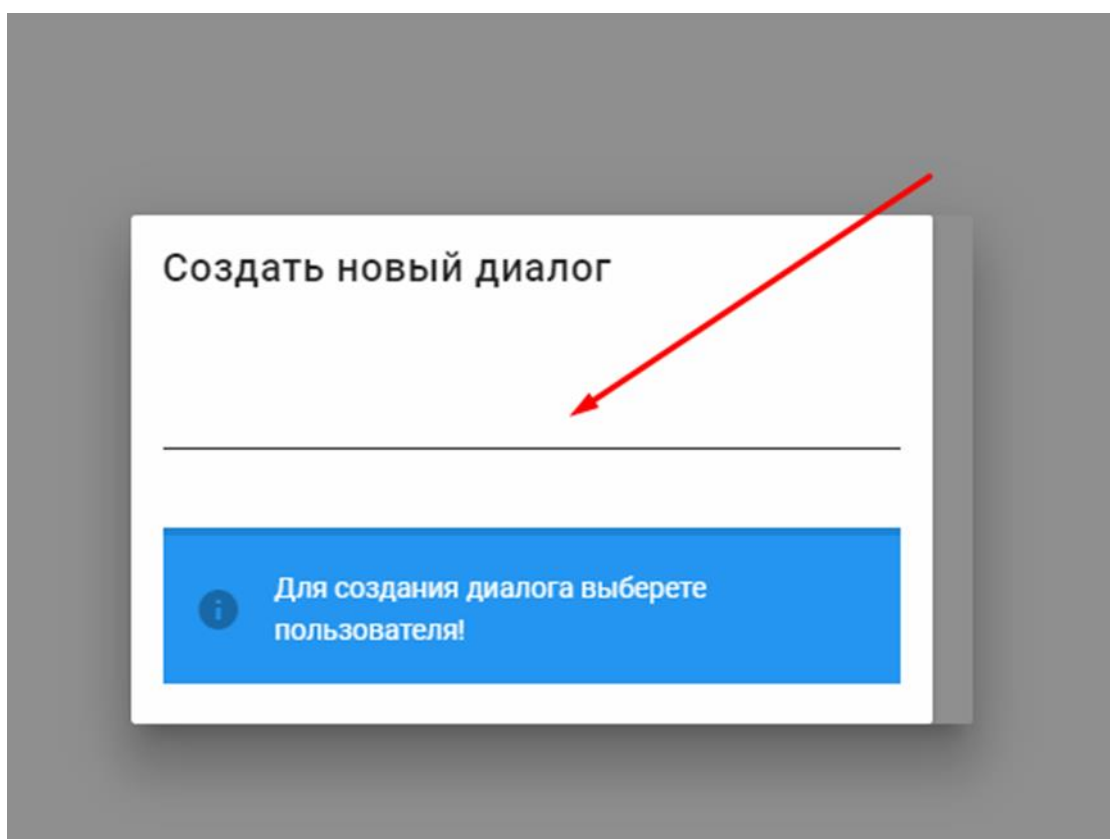 Создать новый диалог
Для создания диалога выберете
пользователя!